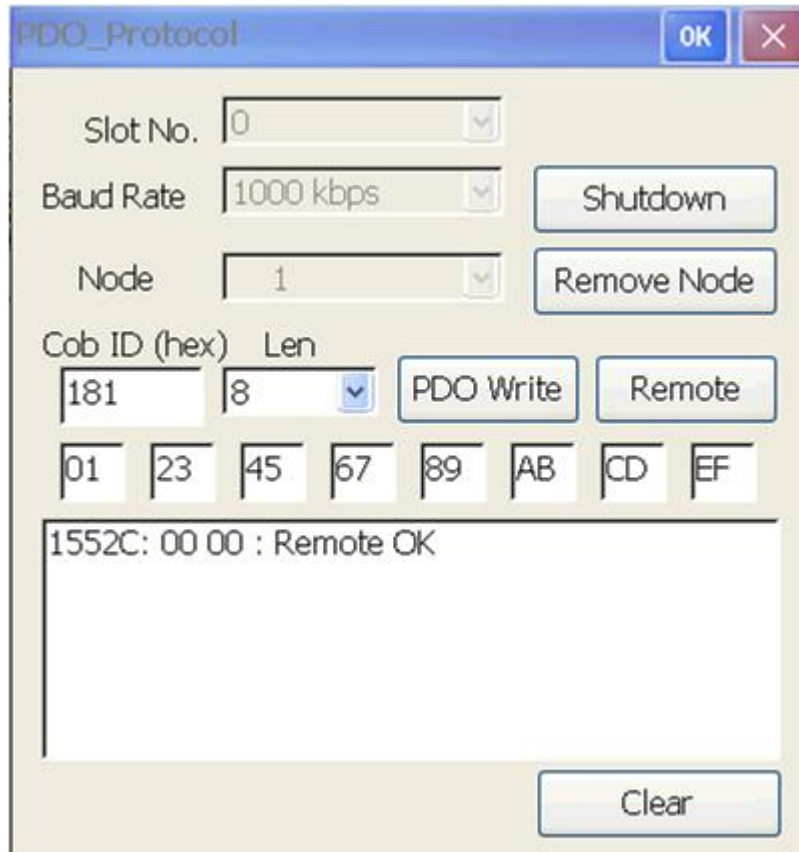 PDO_Protocol OK
Slot No. 0
Baud Rate 1000 kbps Shutdown
Node 1 Remove Node
Cob ID (hex) Len
181 8 PDO Write Remote
01 23 45 67 89 AB CD EF
1552C: 00 00 : Remote OK
Clear